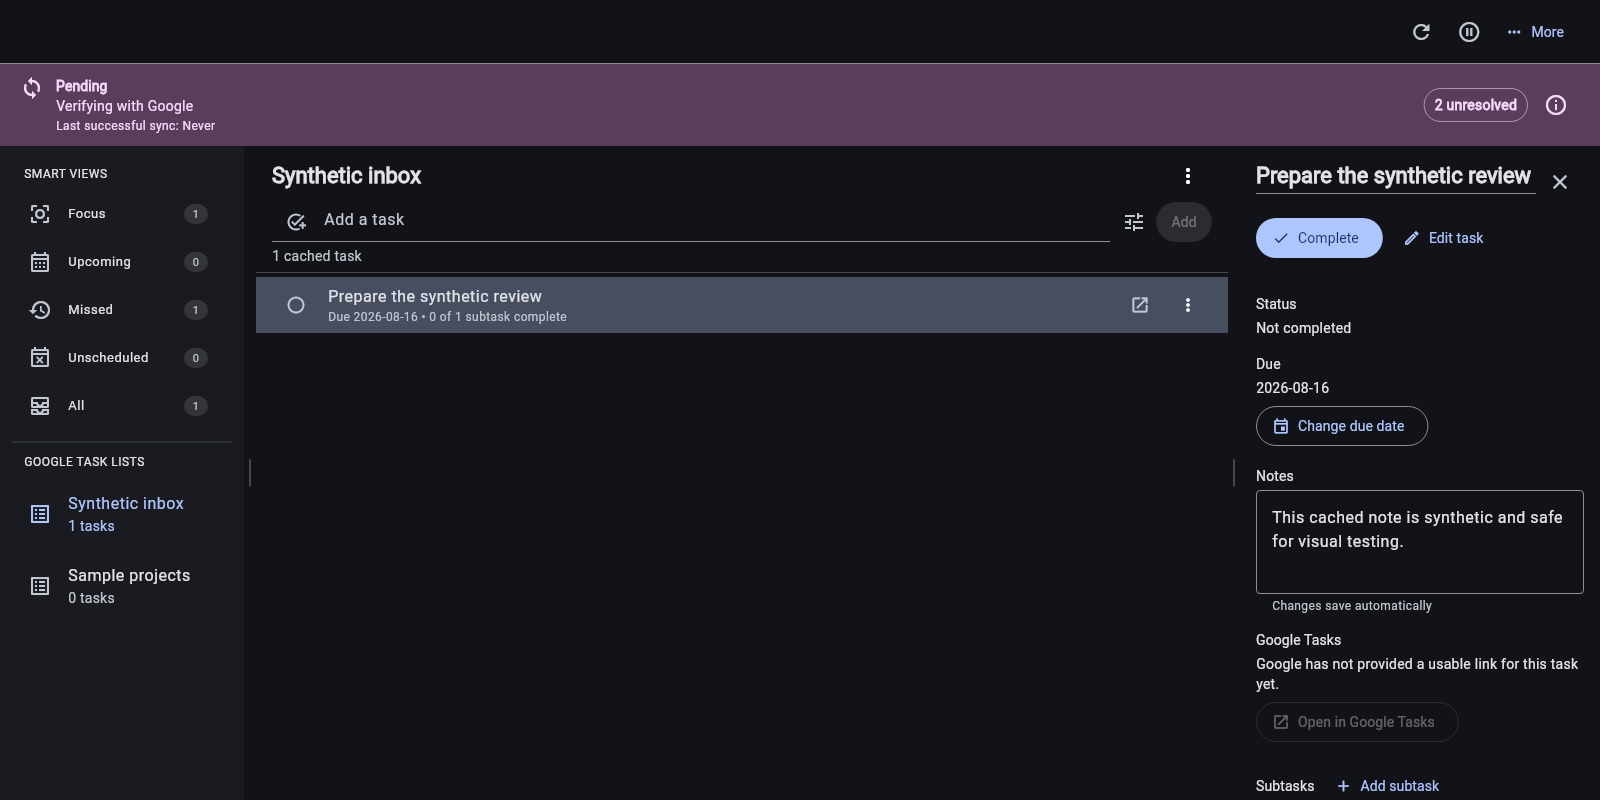 More
Pending
Verifying with Google
Last successful sync: Never
2 unresolved
SMART VIEWS
Focus 1
Upcoming 0
Missed 1
Unscheduled 0
All 1
GOOGLE TASK LISTS
Synthetic inbox
1 tasks
Sample projects
0 tasks
Synthetic inbox
Add a task
Add
1 cached task
Prepare the synthetic review
Due 2026-08-16 • 0 of 1 subtask complete
Prepare the synthetic review
Complete
Edit task
Status
Not completed
Due
2026-08-16
Change due date
Notes
This cached note is synthetic and safe
for visual testing.
Changes save automatically
Google Tasks
Google has not provided a usable link for this task
yet.
Open in Google Tasks
Subtasks
Add subtask